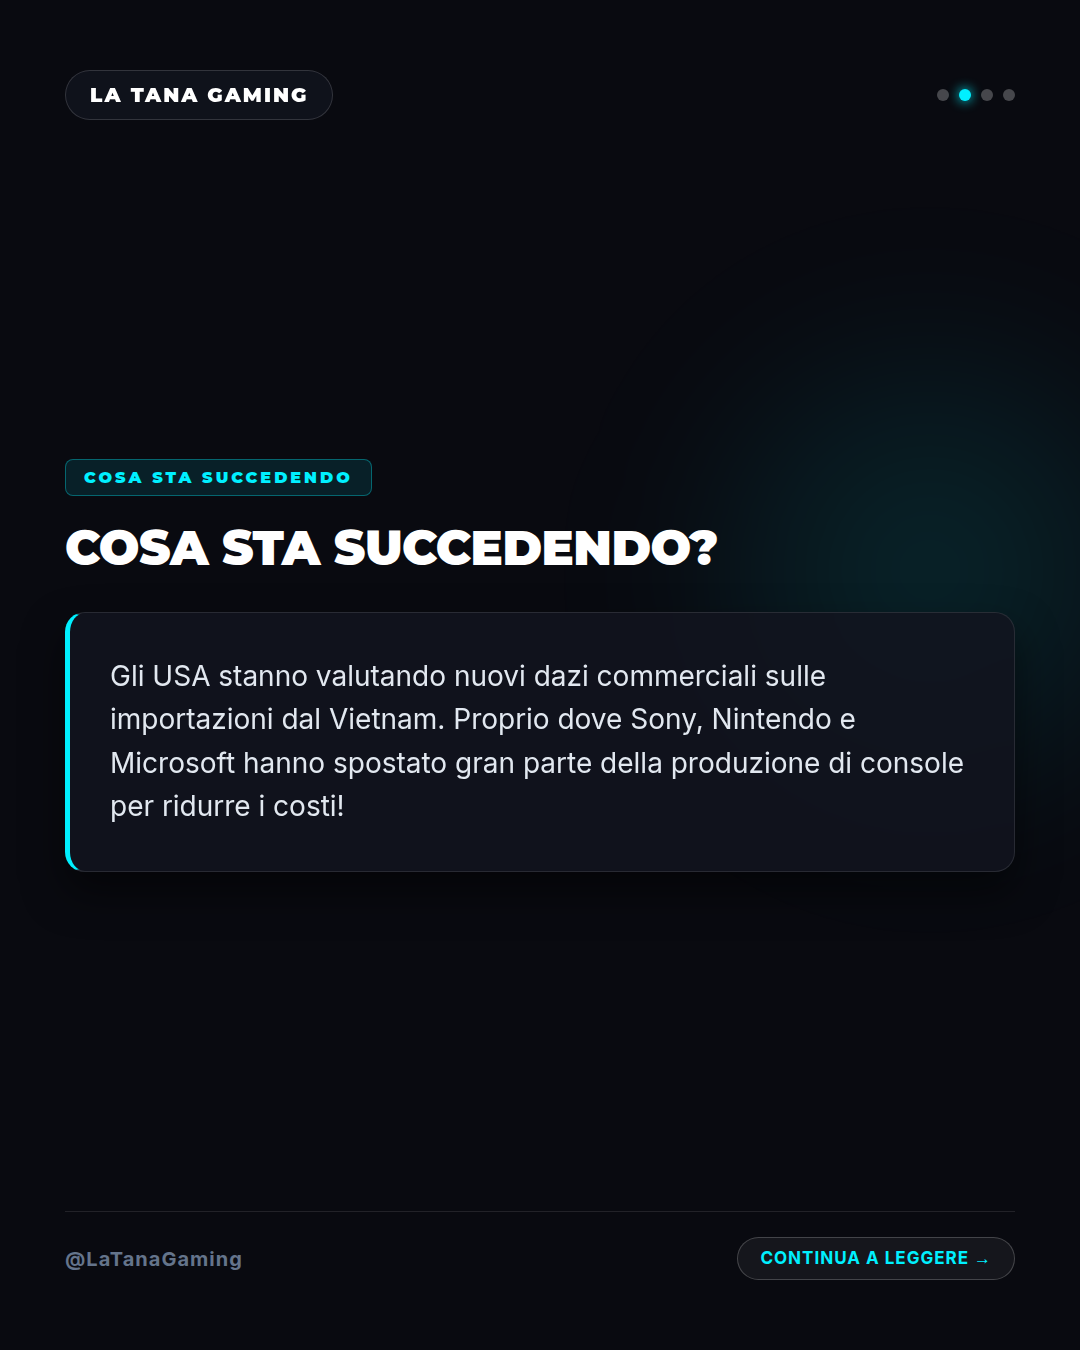 LA TANA GAMING
COSA STA SUCCEDENDO
COSA STA SUCCEDENDO?
Gli USA stanno valutando nuovi dazi commerciali sulle
importazioni dal Vietnam. Proprio dove Sony, Nintendo e
Microsoft hanno spostato gran parte della produzione di console
per ridurre i costi!
@LaTanaGaming
CONTINUA A LEGGERE →